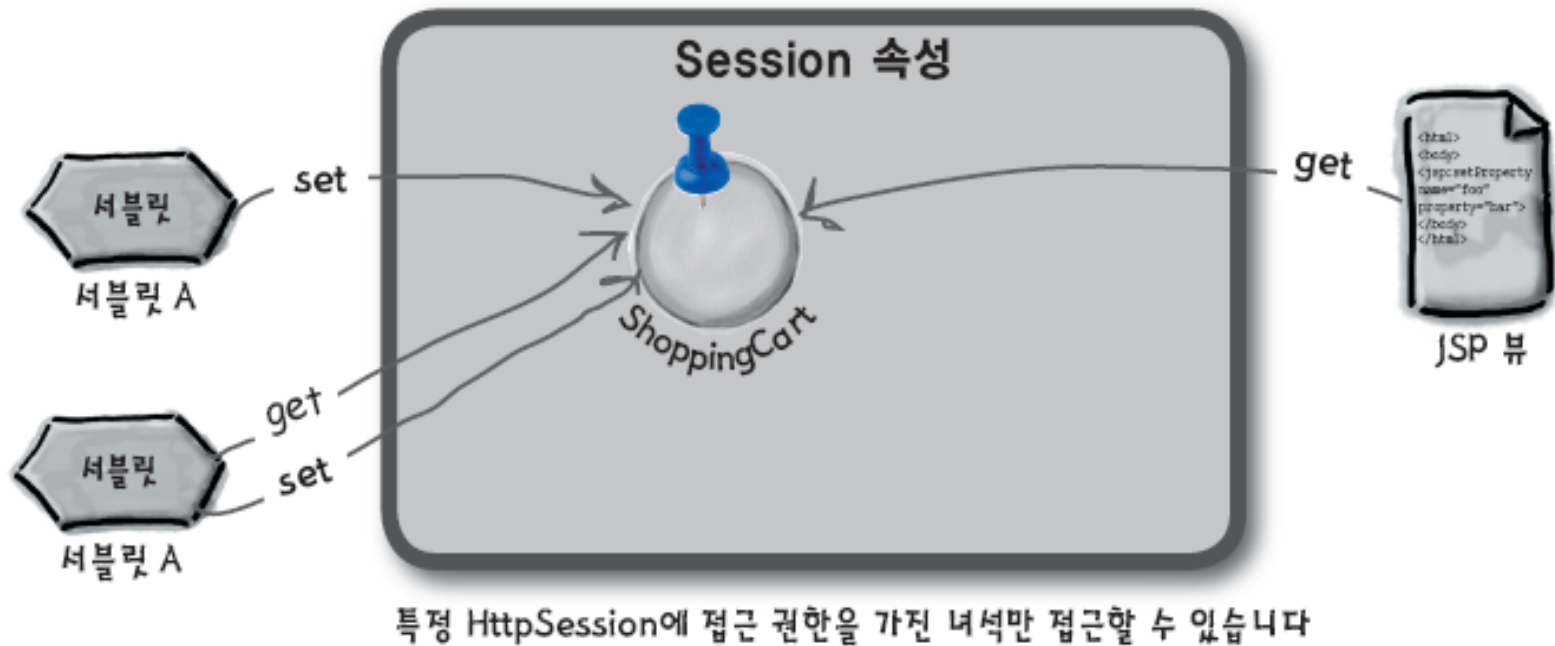 Session 속성
set
서블릿
서블릿 A
get
<html>
<body>
<jsp:setProperty
name="foo"
property="bar">
</body>
</html>
JSP 뷰
ShoppingCart
get
set
서블릿
서블릿 A
특정 HttpSession에 접근 권한을 가진 녀석만 접근할 수 있습니다